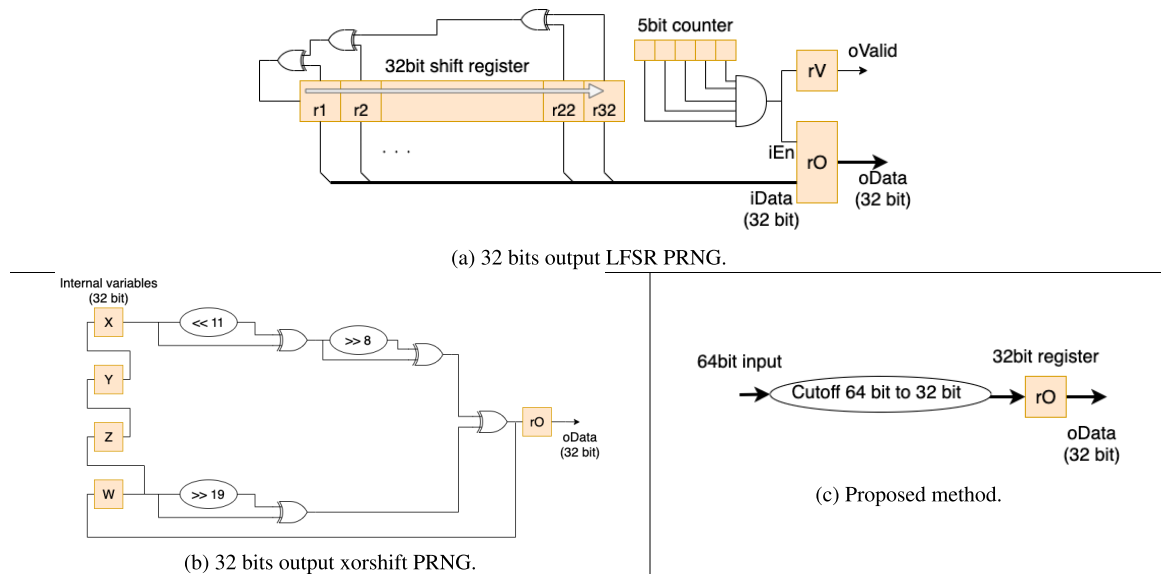 5bit counter
oValid
32bit shift register
rV
r1 r2 r22 r32
. . .
iEn
rO
iData
(32 bit)
oData
(32 bit)
(a) 32 bits output LFSR PRNG.
Internal variables
(32 bit)
X
<< 11
>> 8
Y
Z
rO
oData
(32 bit)
W
>> 19
(b) 32 bits output xorshift PRNG.
64bit input
32bit register
Cutoff 64 bit to 32 bit
rO
oData
(32 bit)
(c) Proposed method.